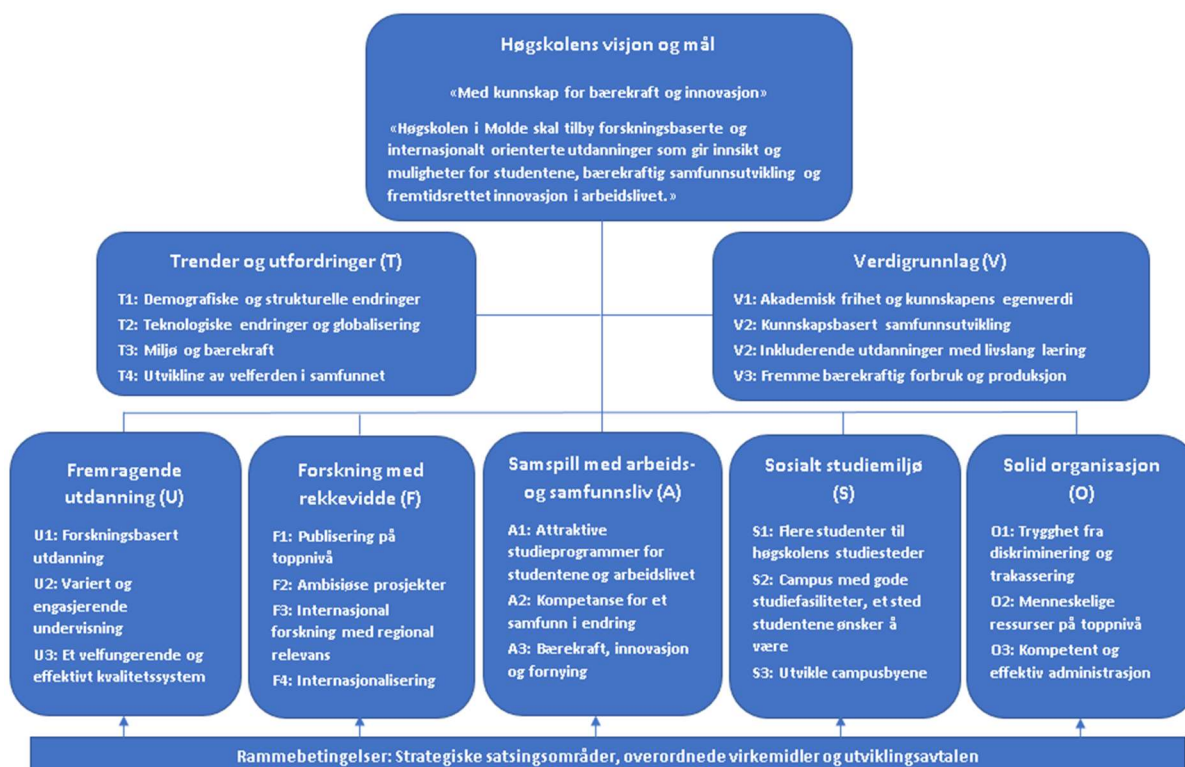 Høgskolens visjon og mål
«Med kunnskap for bærekraft og innovasjon»
«Høgskolen i Molde skal tilby forskningsbaserte og
internasjonalt orienterte utdanninger som gir innsikt og
muligheter for studentene, bærekraftig samfunnsutvikling og
fremtidsrettet innovasjon i arbeidslivet.»
Trender og utfordringer (T)
T1: Demografiske og strukturelle endringer
T2: Teknologiske endringer og globalisering
T3: Miljø og bærekraft
T4: Utvikling av velferden i samfunnet
Verdigrunnlag (V)
V1: Akademisk frihet og kunnskapens egenverdi
V2: Kunnskapsbasert samfunnsutvikling
V2: Inkluderende utdanninger med livslang læring
V3: Fremme bærekraftig forbruk og produksjon
Fremragende
utdanning (U)
U1: Forskningsbasert
utdanning
U2: Variert og
engasjerende
undervisning
U3: Et velfungerende og
effektivt kvalitetssystem
Forskning med
rekkevidde (F)
F1: Publisering på
toppnivå
F2: Ambisiøse prosjekter
F3: Internasjonal
forskning med regional
relevans
F4: Internasjonalisering
Samspill med arbeids-
og samfunnsliv (A)
A1: Attraktive
studieprogrammer for
studentene og arbeidslivet
A2: Kompetanse for et
samfunn i endring
A3: Bærekraft, innovasjon
og fornying
Sosialt studiemiljø
(S)
S1: Flere studenter til
høgskolens studiesteder
S2: Campus med gode
studiefasiliteter, et sted
studentene ønsker å
være
S3: Utvikle campusbyene
Solid organisasjon
(O)
O1: Trygghet fra
diskriminering og
trakassering
O2: Menneskelige
ressurser på toppnivå
O3: Kompetent og
effektiv administrasjon
Rammebetingelser: Strategiske satsingsområder, overordnede virkemidler og utviklingsavtalen